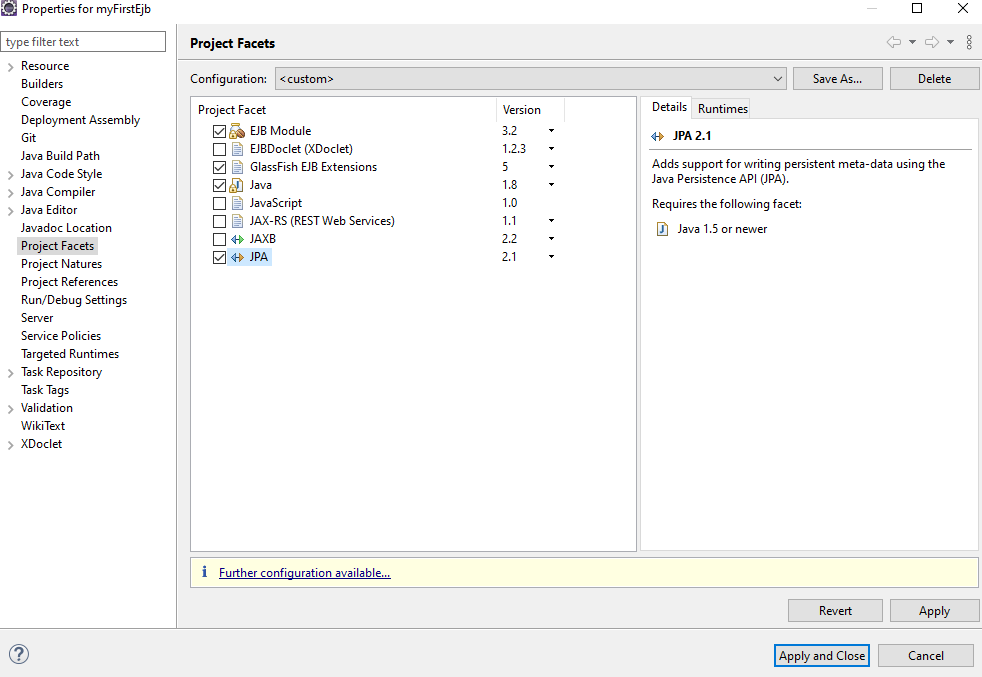 Properties for myFirstEjb
type filter text
Resource
Builders
Coverage
Deployment Assembly
Git
Java Build Path
Java Code Style
Java Compiler
Java Editor
Javadoc Location
Project Facets
Project Natures
Project References
Run/Debug Settings
Server
Service Policies
Targeted Runtimes
Task Repository
Task Tags
Validation
WikiText
XDoclet
Project Facets
Configuration: <custom> Save As... Delete
Project Facet Version
EJB Module 3.2
EJBDoclet (XDoclet) 1.2.3
GlassFish EJB Extensions 5
Java 1.8
JavaScript 1.0
JAX-RS (REST Web Services) 1.1
JAXB 2.2
JPA 2.1
Details Runtimes
JPA 2.1
Adds support for writing persistent meta-data using the
Java Persistence API (JPA).
Requires the following facet:
Java 1.5 or newer
Further configuration available...
Revert Apply
Apply and Close Cancel